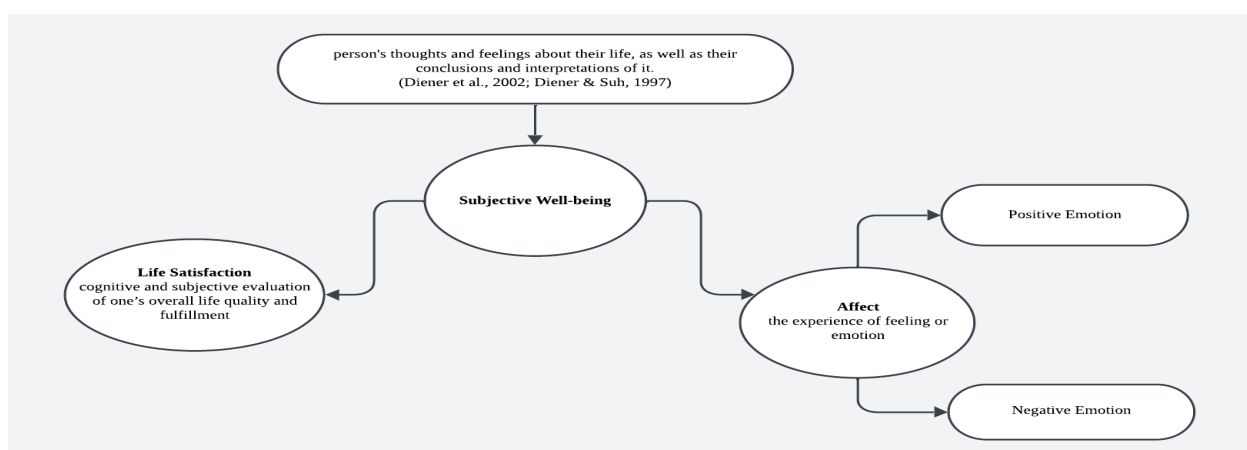 person's thoughts and feelings about their life, as well as their
conclusions and interpretations of it.
(Diener et al., 2002; Diener & Suh, 1997)
Subjective Well-being
Life Satisfaction
cognitive and subjective evaluation
of one’s overall life quality and
fulfillment
Affect
the experience of feeling or
emotion
Positive Emotion
Negative Emotion